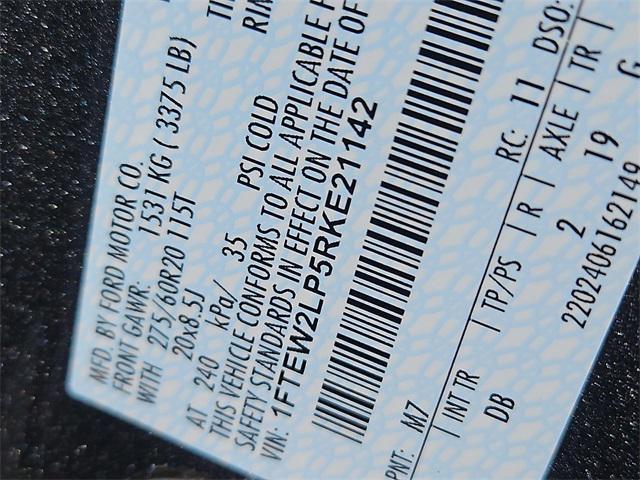 MFD. BY FORD MOTOR CO.
FRONT GAWR: 1531 KG ( 3375 LB)
WITH 275/60R20 115T
20x8.5J
AT 240 kPa/ 35 PSI COLD
THIS VEHICLE CONFORMS TO ALL APPLICABLE
SAFETY STANDARDS IN EFFECT ON THE DATE OF
VIN: 1FTEW2LP5RKE21142
PNT: M7 RC: 11 DSO:
INT TR | TP/PS | R | AXLE | TR |
DB 2 19 G
2202406162149